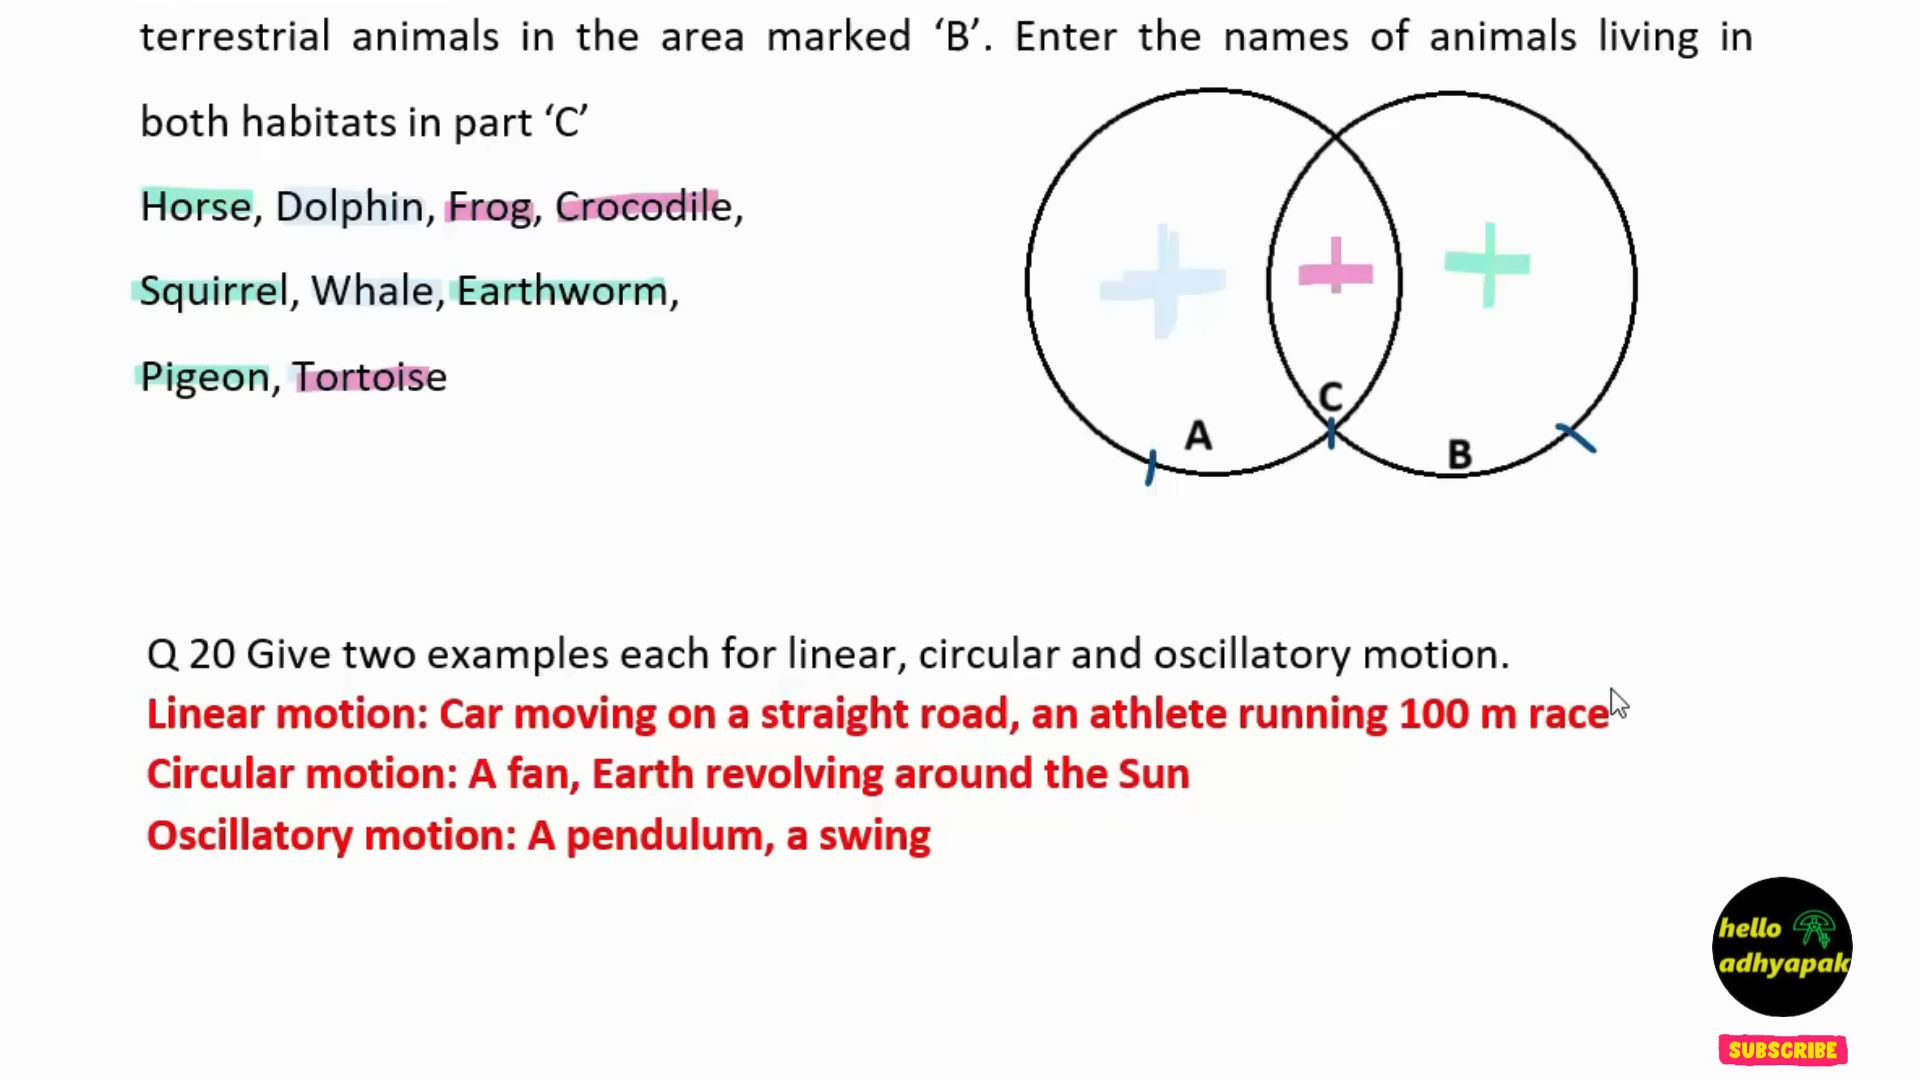 terrestrial animals in the area marked ‘B’. Enter the names of animals living in
both habitats in part ‘C’
Horse, Dolphin, Frog, Crocodile,
Squirrel, Whale, Earthworm,
Pigeon, Tortoise
C
A
B
Q 20 Give two examples each for linear, circular and oscillatory motion.
Linear motion: Car moving on a straight road, an athlete running 100 m race
Circular motion: A fan, Earth revolving around the Sun
Oscillatory motion: A pendulum, a swing
hello
adhyapak
SUBSCRIBE